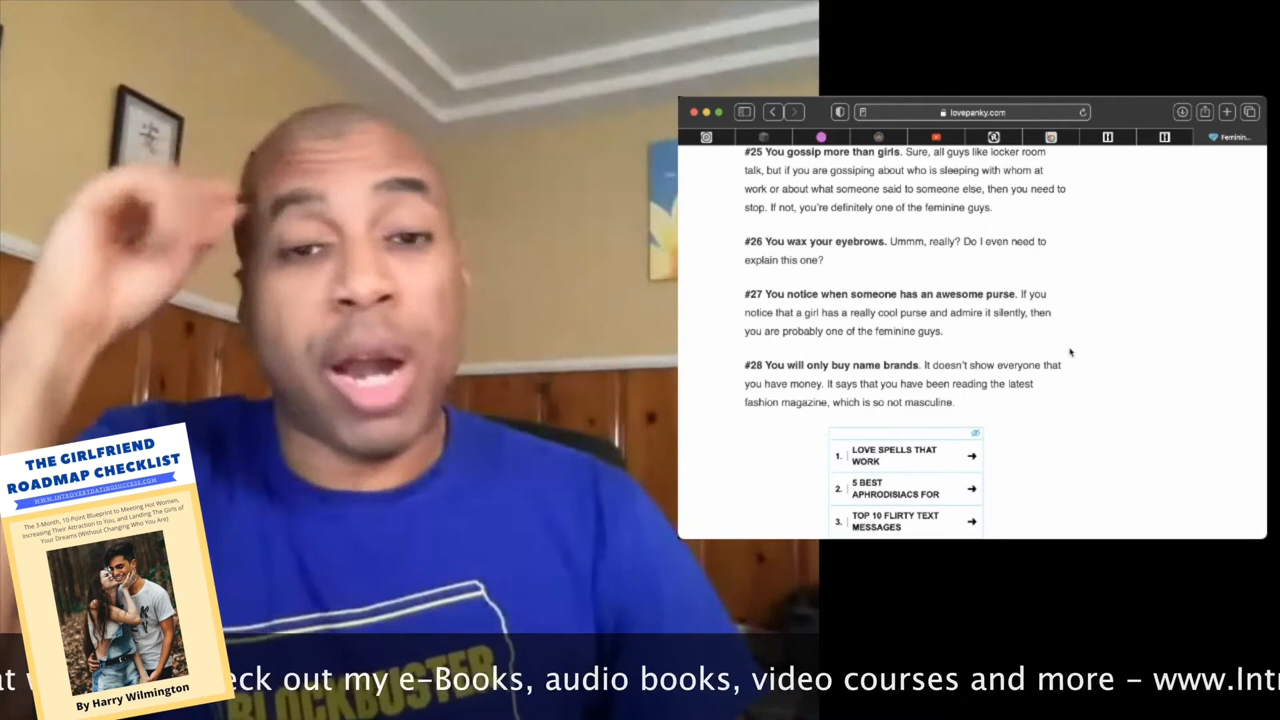 安
lovepanky.com
Feminin...
#25 You gossip more than girls. Sure, all guys like locker room
talk, but if you are gossiping about who is sleeping with whom at
work or about what someone said to someone else, then you need to
stop. If not, you're definitely one of the feminine guys.
#26 You wax your eyebrows. Ummm, really? Do I even need to
explain this one?
#27 You notice when someone has an awesome purse. If you
notice that a girl has a really cool purse and admire it silently, then
you are probably one of the feminine guys.
#28 You will only buy name brands. It doesn't show everyone that
you have money. It says that you have been reading the latest
fashion magazine, which is so not masculine.
1. LOVE SPELLS THAT
WORK
2. 5 BEST
APHRODISIACS FOR
3. TOP 10 FLIRTY TEXT
MESSAGES
THE GIRLFRIEND
ROADMAP CHECKLIST
WWW.INTROVERTDATINGSUCCESS.COM
The 3-Month, 10-Point Blueprint to Meeting Hot Women,
Increasing Their Attraction to You, and Landing The Girls of
Your Dreams (Without Changing Who You Are)
By Harry Wilmington
BLOCKBUSTER
at w eck out my e-Books, audio books, video courses and more - www.Intr